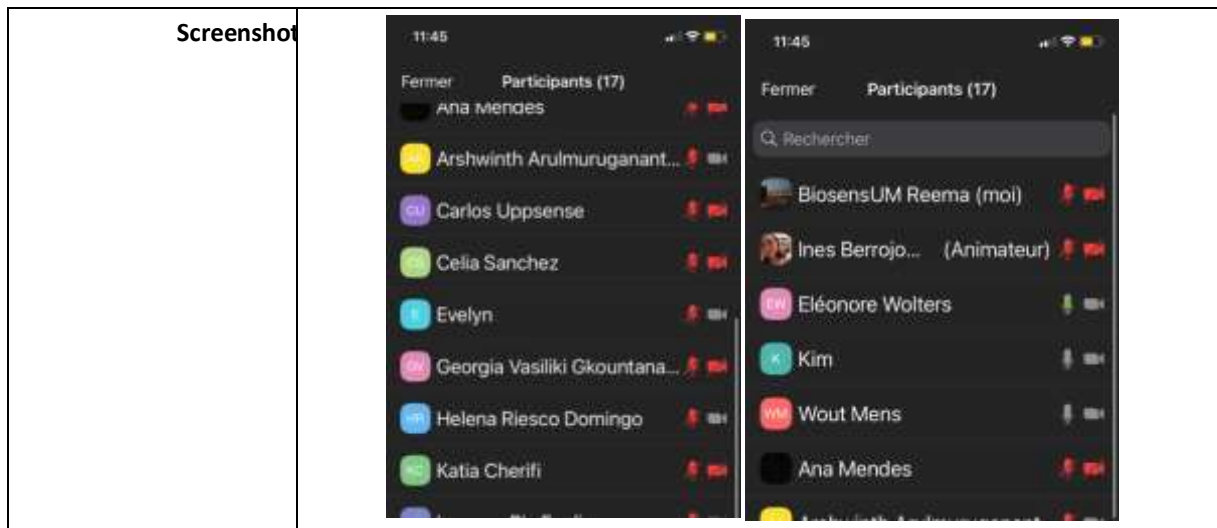 Screenshot
11:45
Fermer Participants (17)
Ana Mendes
Arshwinth Arulmuruganant...
Carlos Uppsense
Celia Sanchez
Evelyn
Georgia Vasiliki Gkountana...
Helena Riesco Domingo
Katia Cherifi
11:45
Fermer Participants (17)
Rechercher
BiosensUM Reema (moi)
Ines Berrojo... (Animateur)
EW Eléonore Wolters
K Kim
WM Wout Mens
Ana Mendes